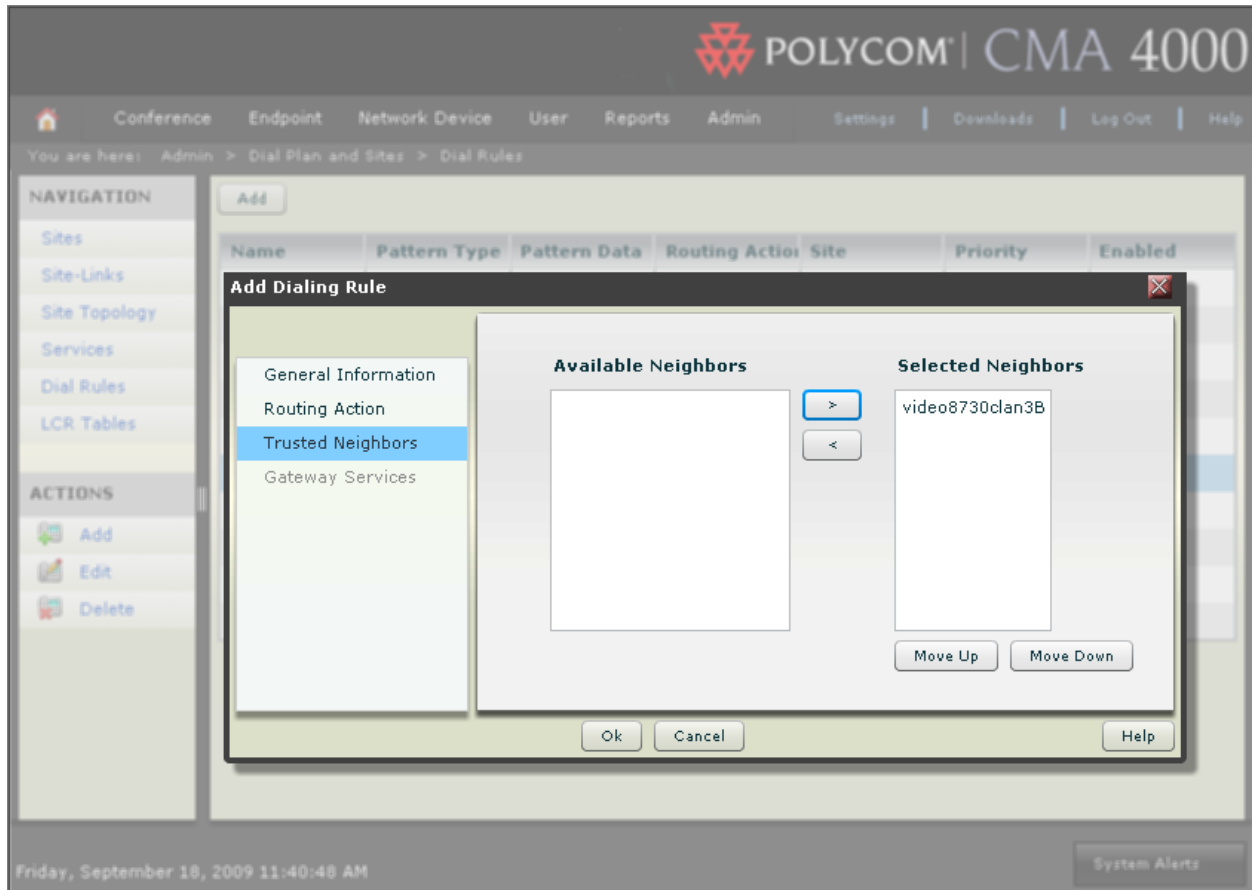 POLYCOM® | CMA 4000
Conference Endpoint Network Device User Reports Admin Settings | Downloads | Log Out | Help
You are here: Admin > Dial Plan and Sites > Dial Rules
NAVIGATION
Sites
Site-Links
Site Topology
Services
Dial Rules
LCR Tables
ACTIONS
Add
Edit
Delete
Add
Name Pattern Type Pattern Data Routing Action Site Priority Enabled
Add Dialing Rule
General Information
Routing Action
Trusted Neighbors
Gateway Services
Available Neighbors
>
<
Selected Neighbors
video8730clan3B
Move Up Move Down
Ok Cancel Help
Friday, September 18, 2009 11:40:48 AM
System Alerts